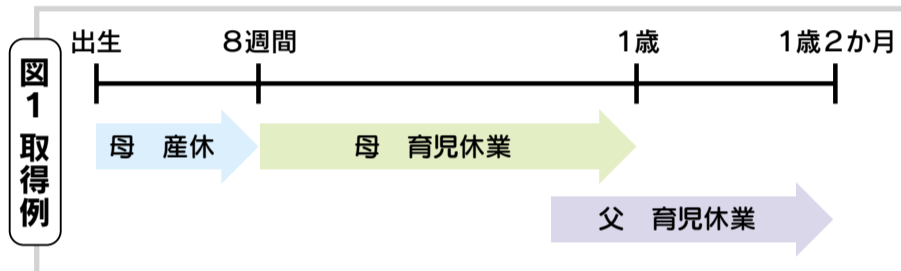 図1 取得例
出生 8週間 1歳 1歳2か月
母 産休 母 育児休業
父 育児休業